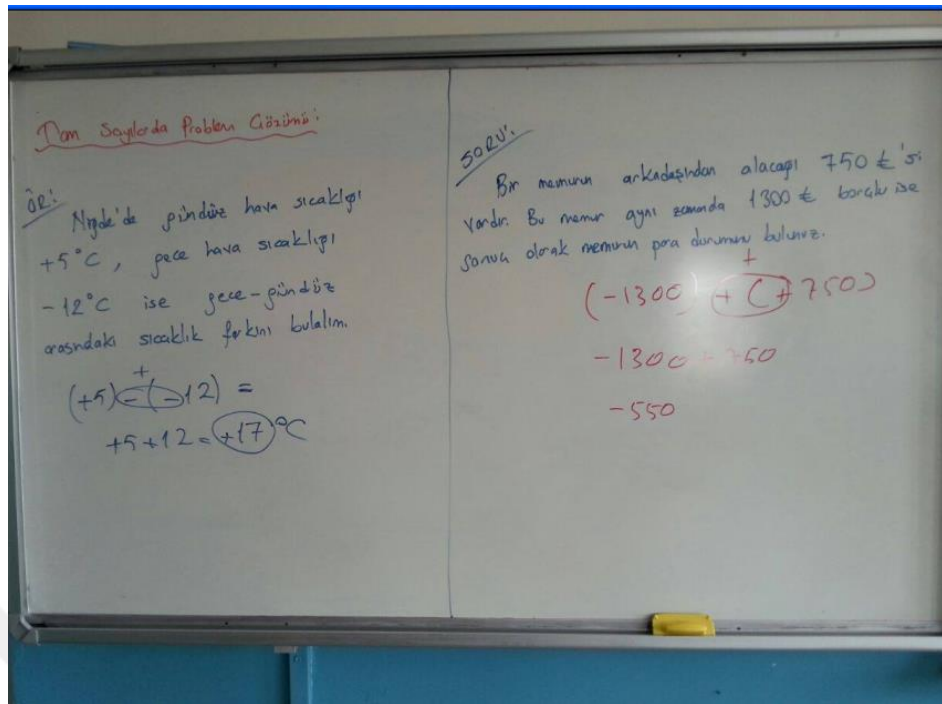 Tam Sayılarda Problem Çözümü:
ÖR:
Niğde'de gündüz hava sıcaklığı
+5°C, gece hava sıcaklığı
-12°C ise gece-gündüz
arasındaki sıcaklık farkını bulalım.
+
(+5)-(-12) =
+5+12=+17°C
SORU:
Bir memurun arkadaşından alacağı 750 ₺'si
vardır. Bu memur aynı zamanda 1300 ₺ borçlu ise
sonuç olarak memurun para durumunu bulunuz.
+
(-1300)+(+750)
-1300+750
-550